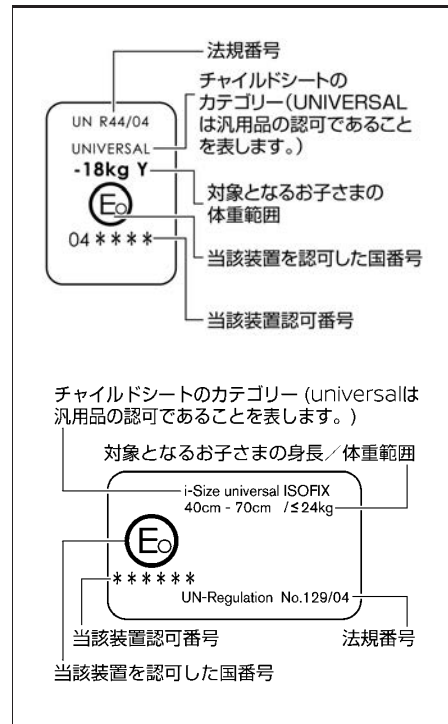 法規番号
チャイルドシートの
カテゴリー(UNIVERSAL
は汎用品の認可であること
を表します。)
UN R44/04
UNIVERSAL
-18kg Y
対象となるお子さまの
体重範囲
E0
04 ****
当該装置を認可した国番号
当該装置認可番号
チャイルドシートのカテゴリー (universalは
汎用品の認可であることを表します。)
対象となるお子さまの身長/体重範囲
i-Size universal ISOFIX
40cm - 70cm /≤24kg
E0
******
UN-Regulation No.129/04
当該装置認可番号
法規番号
当該装置を認可した国番号